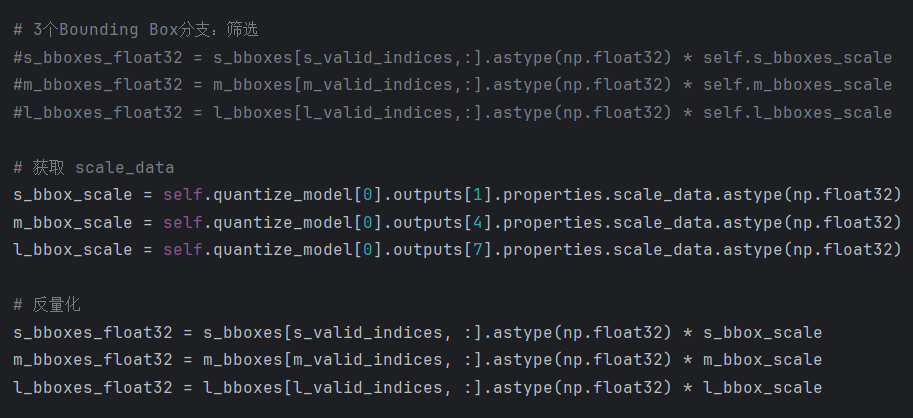 # 3个Bounding Box分支：筛选
#s_bboxes_float32 = s_bboxes[s_valid_indices,:].astype(np.float32) * self.s_bboxes_scale
#m_bboxes_float32 = m_bboxes[m_valid_indices,:].astype(np.float32) * self.m_bboxes_scale
#l_bboxes_float32 = l_bboxes[l_valid_indices,:].astype(np.float32) * self.l_bboxes_scale
# 获取 scale_data
s_bbox_scale = self.quantize_model[0].outputs[1].properties.scale_data.astype(np.float32)
m_bbox_scale = self.quantize_model[0].outputs[4].properties.scale_data.astype(np.float32)
l_bbox_scale = self.quantize_model[0].outputs[7].properties.scale_data.astype(np.float32)
# 反量化
s_bboxes_float32 = s_bboxes[s_valid_indices, :].astype(np.float32) * s_bbox_scale
m_bboxes_float32 = m_bboxes[m_valid_indices, :].astype(np.float32) * m_bbox_scale
l_bboxes_float32 = l_bboxes[l_valid_indices, :].astype(np.float32) * l_bbox_scale